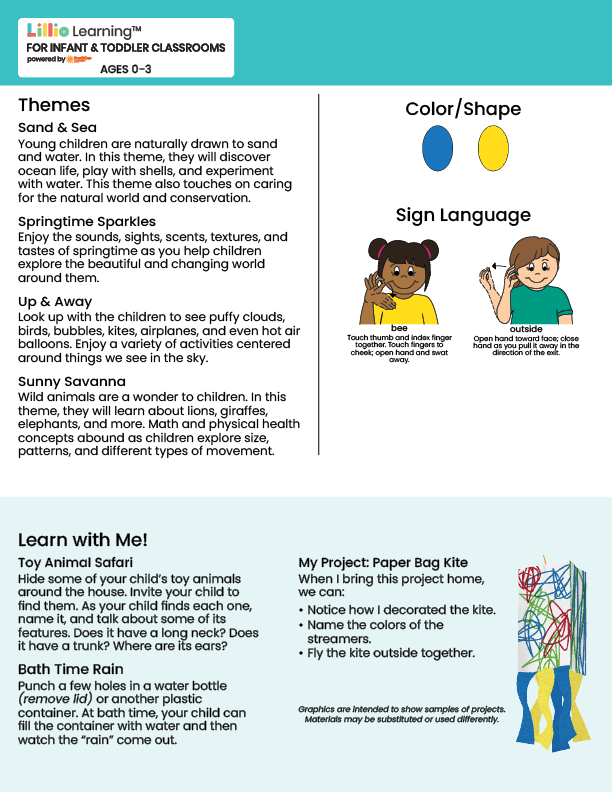 Lillio Learning™
FOR INFANT & TODDLER CLASSROOMS
powered by
AGES 0-3
Themes
Sand & Sea
Young children are naturally drawn to sand
and water. In this theme, they will discover
ocean life, play with shells, and experiment
with water. This theme also touches on caring
for the natural world and conservation.
Springtime Sparkles
Enjoy the sounds, sights, scents, textures, and
tastes of springtime as you help children
explore the beautiful and changing world
around them.
Up & Away
Look up with the children to see puffy clouds,
birds, bubbles, kites, airplanes, and even hot air
balloons. Enjoy a variety of activities centered
around things we see in the sky.
Sunny Savanna
Wild animals are a wonder to children. In this
theme, they will learn about lions, giraffes,
elephants, and more. Math and physical health
concepts abound as children explore size,
patterns, and different types of movement.
Color/Shape
Sign Language
bee
Touch thumb and index finger
together. Touch fingers to
cheek; open hand and swat
away.
outside
Open hand toward face; close
hand as you pull it away in the
direction of the exit.
Learn with Me!
Toy Animal Safari
Hide some of your child's toy animals
around the house. Invite your child to
find them. As your child finds each one,
name it, and talk about some of its
features. Does it have a long neck? Does
it have a trunk? Where are its ears?
Bath Time Rain
Punch a few holes in a water bottle
(remove lid) or another plastic
container. At bath time, your child can
fill the container with water and then
watch the “rain” come out.
My Project: Paper Bag Kite
When I bring this project home,
we can:
• Notice how I decorated the kite.
• Name the colors of the
streamers.
• Fly the kite outside together.
Graphics are intended to show samples of projects.
Materials may be substituted or used differently.